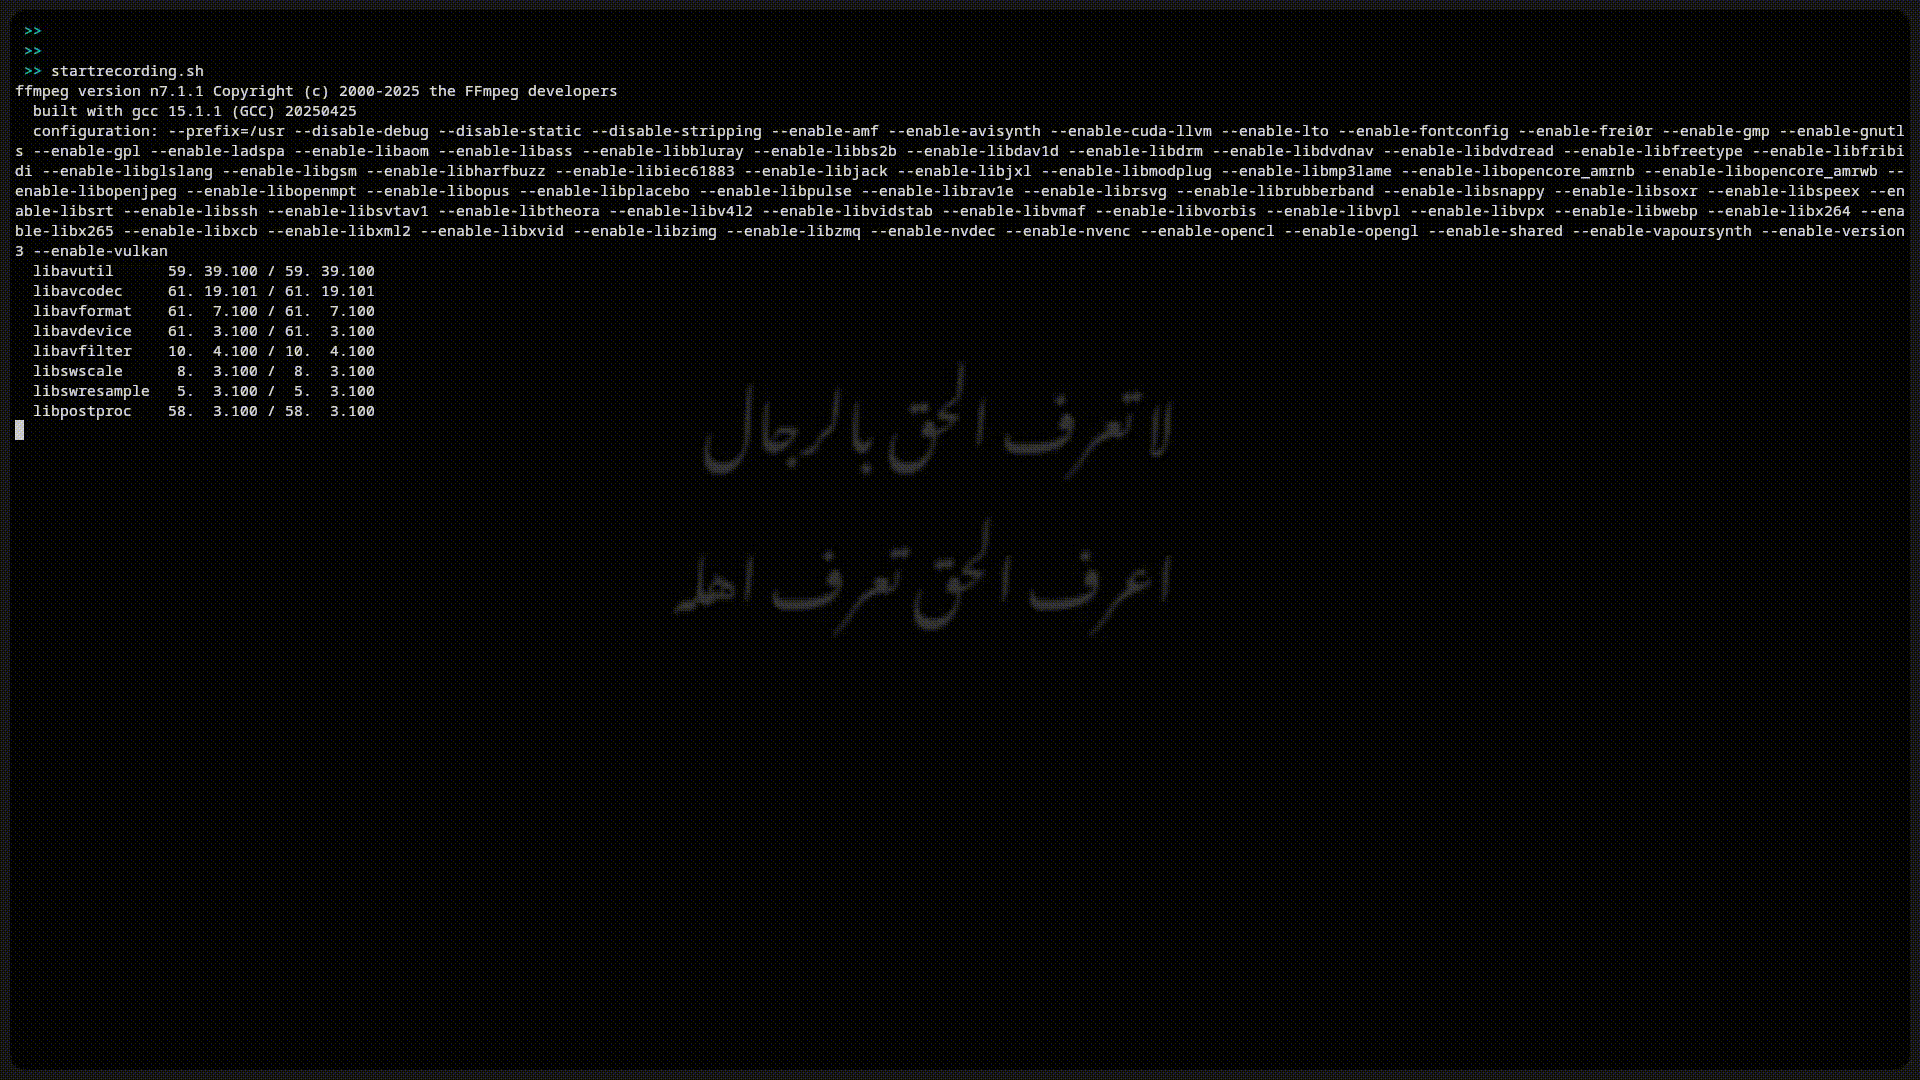 >>
>>
>> startrecording.sh
ffmpeg version n7.1.1 Copyright (c) 2000-2025 the FFmpeg developers
  built with gcc 15.1.1 (GCC) 20250425
  configuration: --prefix=/usr --disable-debug --disable-static --disable-stripping --enable-amf --enable-avisynth --enable-cuda-llvm --enable-lto --enable-fontconfig --enable-frei0r --enable-gmp --enable-gnutl
s --enable-gpl --enable-ladspa --enable-libaom --enable-libass --enable-libbluray --enable-libbs2b --enable-libdav1d --enable-libdrm --enable-libdvdnav --enable-libdvdread --enable-libfreetype --enable-libfribi
di --enable-libglslang --enable-libgsm --enable-libharfbuzz --enable-libiec61883 --enable-libjack --enable-libjxl --enable-libmodplug --enable-libmp3lame --enable-libopencore_amrnb --enable-libopencore_amrwb --
enable-libopenjpeg --enable-libopenmpt --enable-libopus --enable-libplacebo --enable-libpulse --enable-librav1e --enable-librsvg --enable-librubberband --enable-libsnappy --enable-libsoxr --enable-libspeex --en
able-libsrt --enable-libssh --enable-libsvtav1 --enable-libtheora --enable-libv4l2 --enable-libvidstab --enable-libvmaf --enable-libvorbis --enable-libvpl --enable-libvpx --enable-libwebp --enable-libx264 --ena
ble-libx265 --enable-libxcb --enable-libxml2 --enable-libxvid --enable-libzimg --enable-libzmq --enable-nvdec --enable-nvenc --enable-opencl --enable-opengl --enable-shared --enable-vapoursynth --enable-version
3 --enable-vulkan
  libavutil      59. 39.100 / 59. 39.100
  libavcodec     61. 19.101 / 61. 19.101
  libavformat    61.  7.100 / 61.  7.100
  libavdevice    61.  3.100 / 61.  3.100
  libavfilter    10.  4.100 / 10.  4.100
  libswscale      8.  3.100 /  8.  3.100
  libswresample   5.  3.100 /  5.  3.100
  libpostproc    58.  3.100 / 58.  3.100
لا تعرف الحق بالرجال
اعرف الحق تعرف اهله